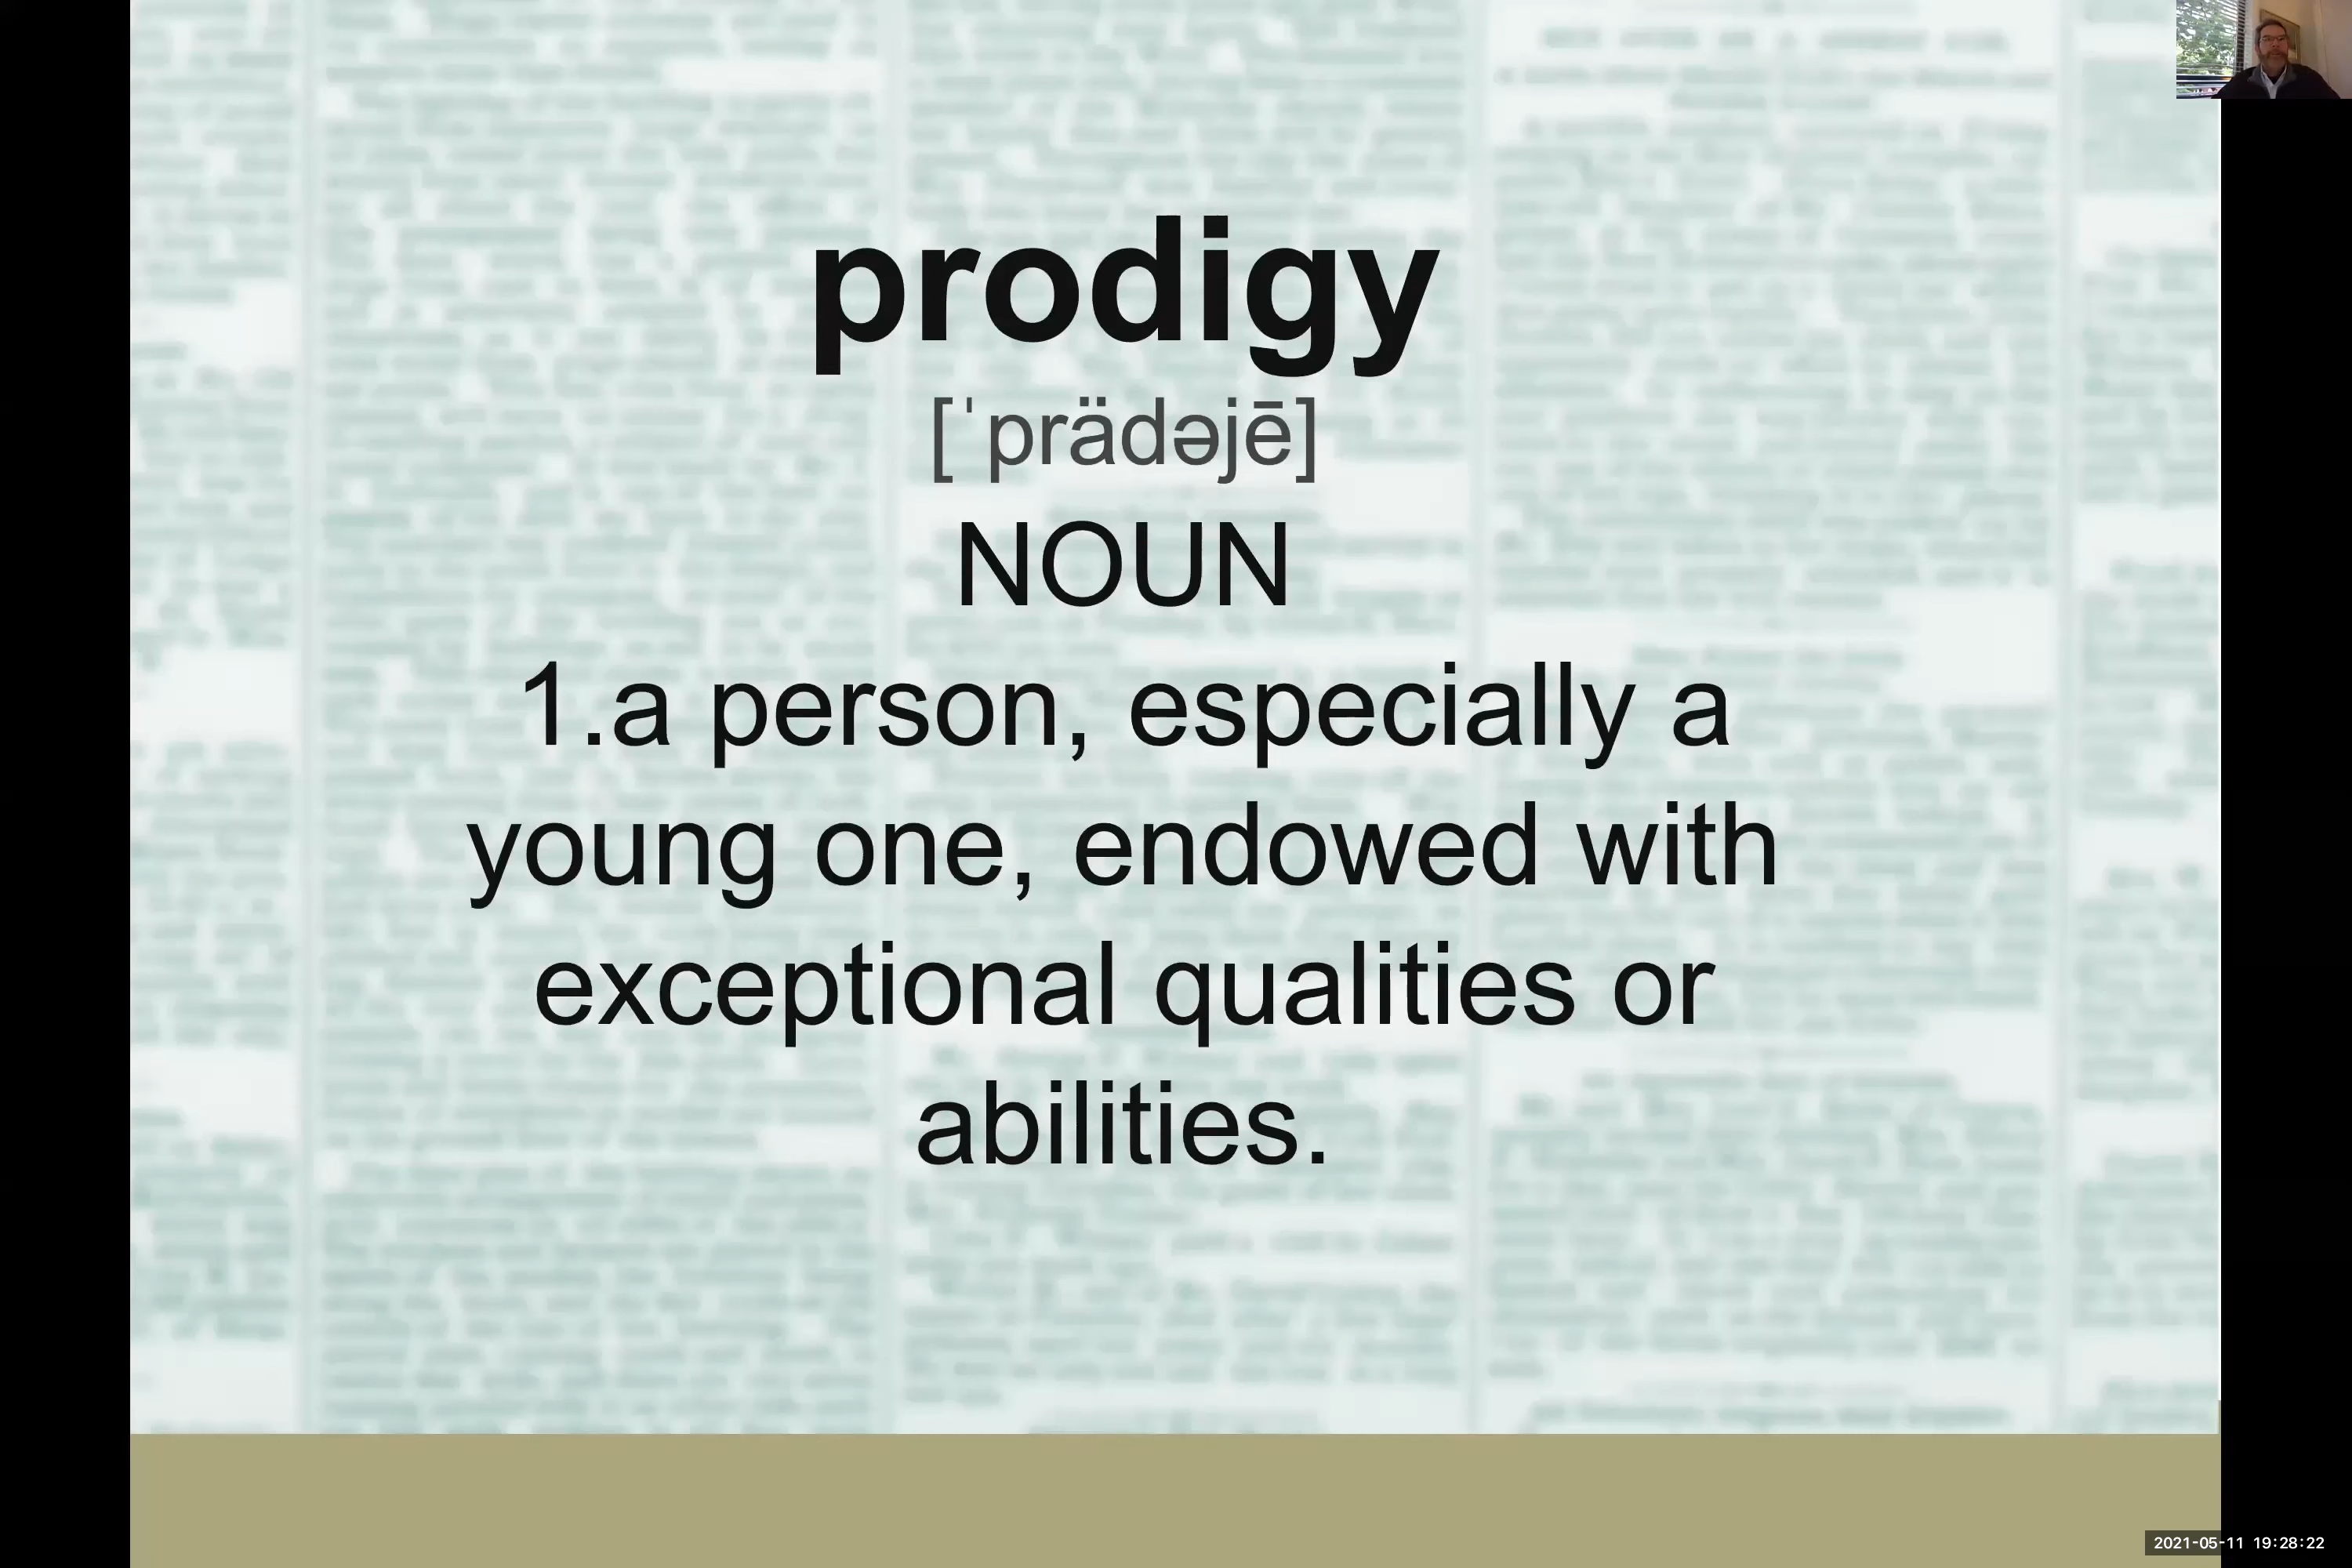 prodigy
[ˈprädəjē]
NOUN
1.a person, especially a
young one, endowed with
exceptional qualities or
abilities.
2021-05-11 19:28:22